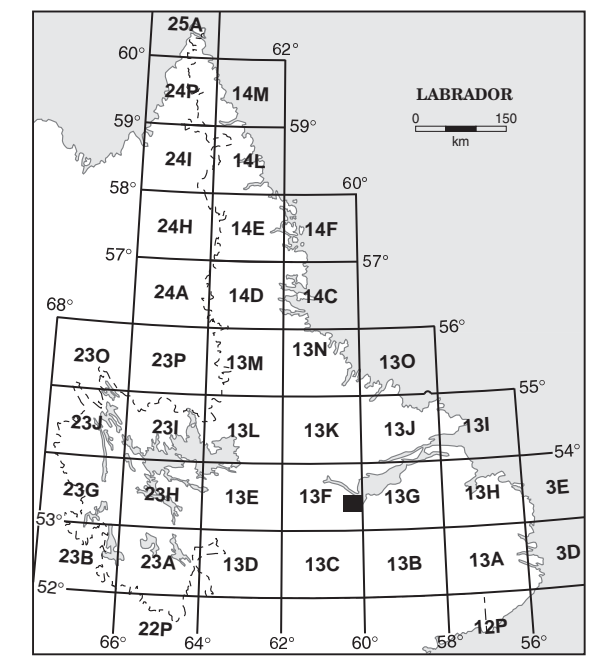 25A
60°
62°
24P
14M
LABRADOR
0 150
km
59°
59°
24I
14L
58°
60°
24H
14E
14F
57°
57°
24A
14D
14C
68°
56°
23O
23P
13M
13N
13O
55°
23J
23I
13L
13K
13J
13I
54°
23G
23H
13E
13F
13G
13H
3E
53°
23B
23A
13D
13C
13B
13A
3D
52°
22P
12P
66°
64°
62°
60°
58°
56°